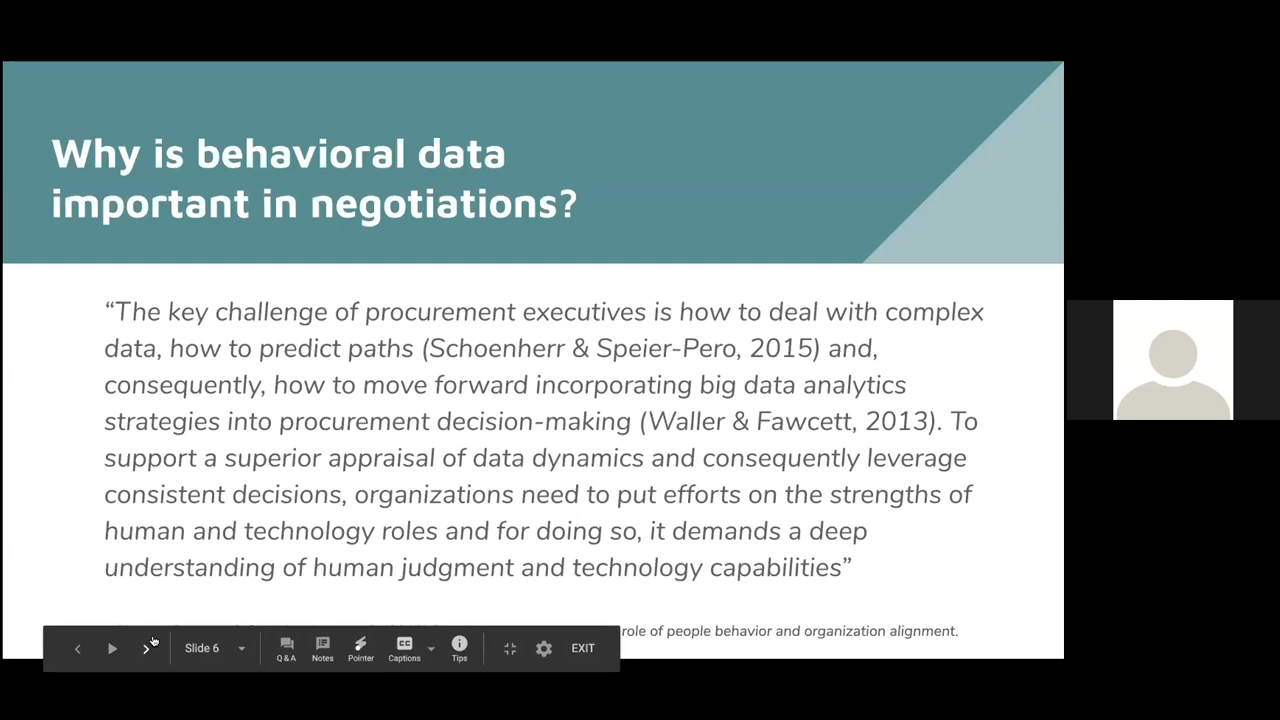 Why is behavioral data
important in negotiations?
“The key challenge of procurement executives is how to deal with complex
data, how to predict paths (Schoenherr & Speier-Pero, 2015) and,
consequently, how to move forward incorporating big data analytics
strategies into procurement decision-making (Waller & Fawcett, 2013). To
support a superior appraisal of data dynamics and consequently leverage
consistent decisions, organizations need to put efforts on the strengths of
human and technology roles and for doing so, it demands a deep
understanding of human judgment and technology capabilities”
role of people behavior and organization alignment.
Slide 6
Q&A
Notes
Pointer
CC
Captions
Tips
EXIT